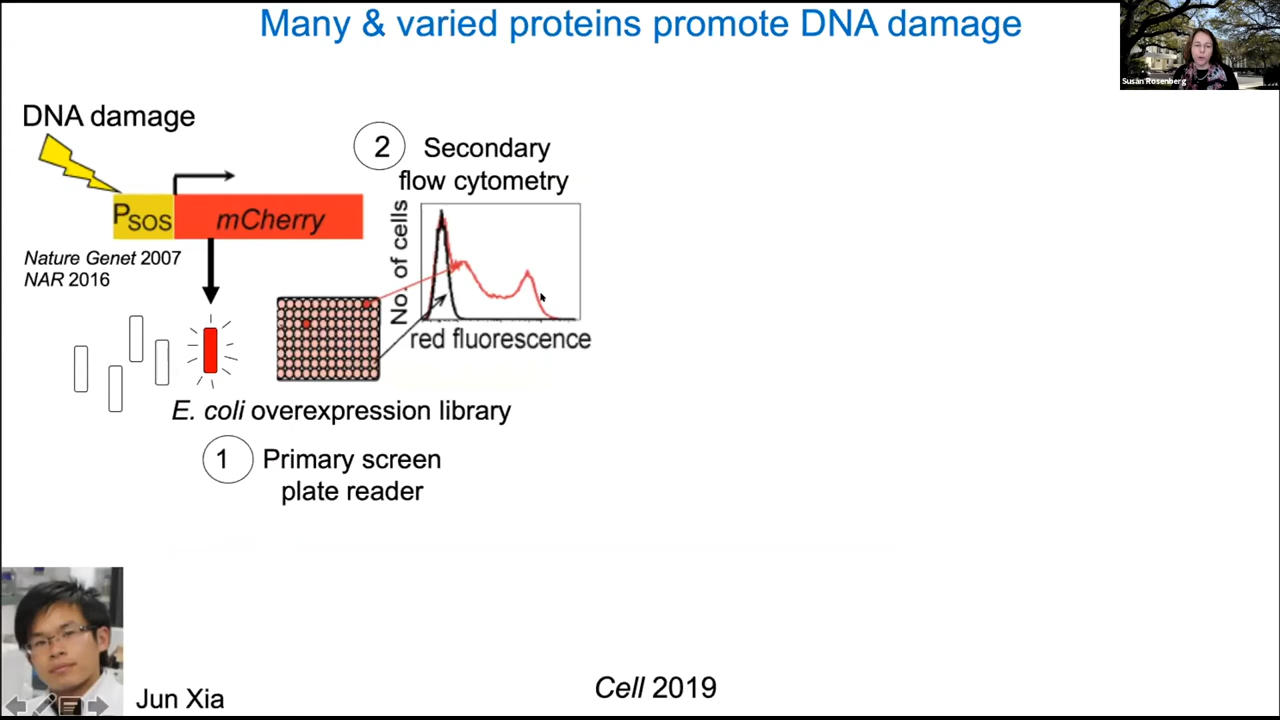 Many & varied proteins promote DNA damage
Susan Rosenberg
DNA damage
PSOS
mCherry
Nature Genet 2007
NAR 2016
2
Secondary
flow cytometry
No. of cells
red fluorescence
E. coli overexpression library
1
Primary screen
plate reader
Jun Xia
Cell 2019